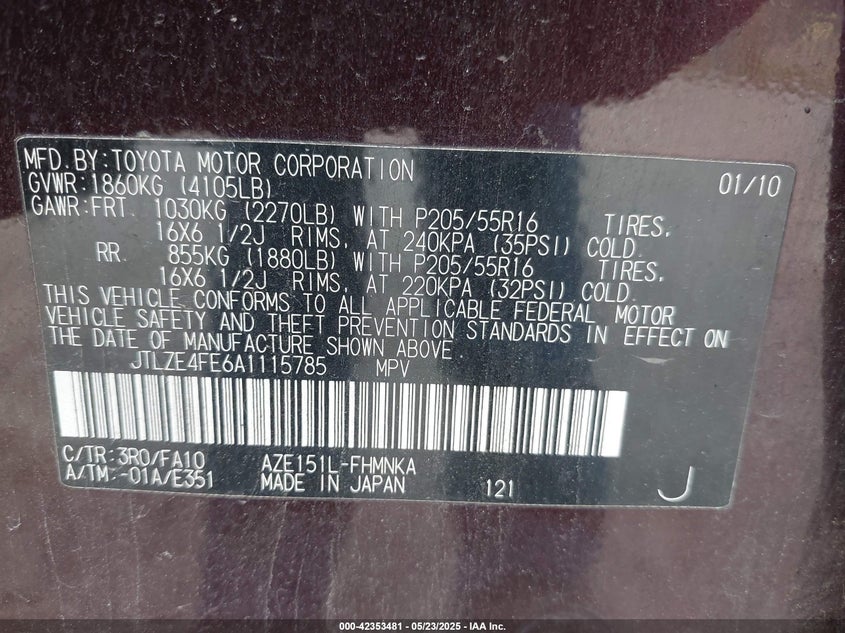 MFD.BY:TOYOTA MOTOR CORPORATION 01/10
GVWR:1860KG (4105LB)
GAWR:FRT. 1030KG (2270LB) WITH P205/55R16 TIRES,
16X6 1/2J RIMS, AT 240KPA (35PSI) COLD.
RR. 855KG (1880LB) WITH P205/55R16 TIRES,
16X6 1/2J RIMS, AT 220KPA (32PSI) COLD.
THIS VEHICLE CONFORMS TO ALL APPLICABLE FEDERAL MOTOR
VEHICLE SAFETY AND THEFT PREVENTION STANDARDS IN EFFECT ON
THE DATE OF MANUFACTURE SHOWN ABOVE.
JTLZE4FE6A1115785 MPV
C/TR:3R0/FA10 AZE151L-FHMNKA
A/TM:-01A/E351 MADE IN JAPAN 121 J
000-42353481 - 05/23/2025 - IAA Inc.